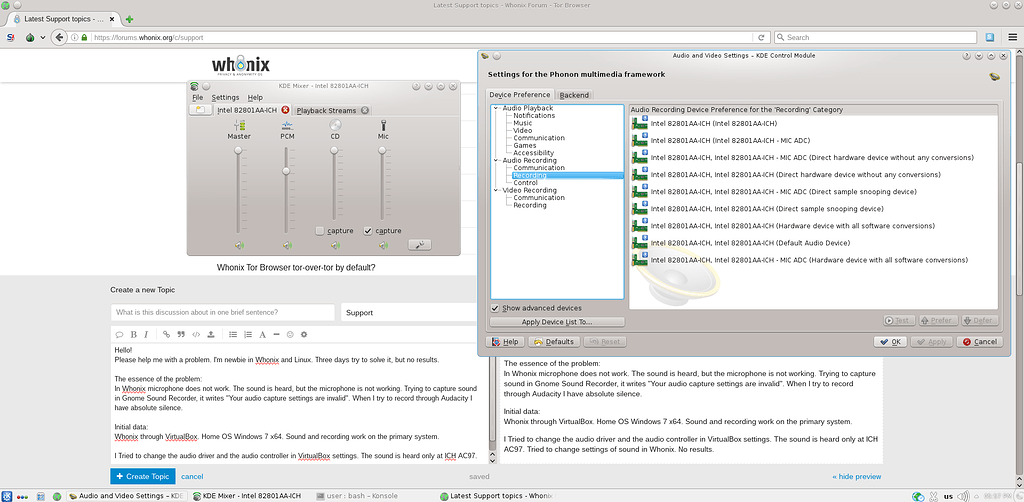 Latest Support topics - Whonix Forum - Tor Browser
Latest Support topics - ...
https://forums.whonix.org/c/support
Search
whonix
Audio and Video Settings – KDE Control Module
Settings for the Phonon multimedia framework
Device Preference
Backend
Audio Playback
Notifications
Music
Video
Communication
Games
Accessibility
Audio Recording
Communication
Recording
Control
Video Recording
Communication
Recording
Audio Recording Device Preference for the 'Recording' Category
Intel 82801AA-ICH (Intel 82801AA-ICH)
Intel 82801AA-ICH (Intel 82801AA-ICH - MIC ADC)
Intel 82801AA-ICH, Intel 82801AA-ICH - MIC ADC (Direct hardware device without any conversions)
Intel 82801AA-ICH, Intel 82801AA-ICH (Direct hardware device without any conversions)
Intel 82801AA-ICH, Intel 82801AA-ICH - MIC ADC (Direct sample snooping device)
Intel 82801AA-ICH, Intel 82801AA-ICH (Direct sample snooping device)
Intel 82801AA-ICH, Intel 82801AA-ICH (Hardware device with all software conversions)
Intel 82801AA-ICH, Intel 82801AA-ICH (Default Audio Device)
Intel 82801AA-ICH, Intel 82801AA-ICH - MIC ADC (Hardware device with all software conversions)
Show advanced devices
Apply Device List To...
Test
Prefer
Defer
Help
Defaults
Reset
OK
Apply
Cancel
KDE Mixer - Intel 82801AA-ICH
File Settings Help
Intel 82801AA-ICH
Playback Streams
Master PCM CD Mic
capture capture
Whonix Tor Browser tor-over-tor by default?
Create a new Topic
What is this discussion about in one brief sentence?
Support
Hello!
Please help me with a problem. I'm newbie in Whonix and Linux. Three days try to solve it, but no results.
The essence of the problem:
In Whonix microphone does not work. The sound is heard, but the microphone is not working. Trying to capture sound
in Gnome Sound Recorder, it writes "Your audio capture settings are invalid". When I try to record through Audacity I
have absolute silence.
Initial data:
Whonix through VirtualBox. Home OS Windows 7 x64. Sound and recording work on the primary system.
I Tried to change the audio driver and the audio controller in VirtualBox settings. The sound is heard only at ICH AC97.
The essence of the problem:
In Whonix microphone does not work. The sound is heard, but the microphone is not working. Trying to capture
sound in Gnome Sound Recorder, it writes "Your audio capture settings are invalid". When I try to record
through Audacity I have absolute silence.
Initial data:
Whonix through VirtualBox. Home OS Windows 7 x64. Sound and recording work on the primary system.
I Tried to change the audio driver and the audio controller in VirtualBox settings. The sound is heard only at ICH
AC97. Tried to change settings of sound in Whonix. No results.
+ Create Topic
cancel
saved
« hide preview
Audio and Video Settings – KDE
KDE Mixer - Intel 82801AA-ICH
user : bash – Konsole
Latest Support topics - Whonix
us